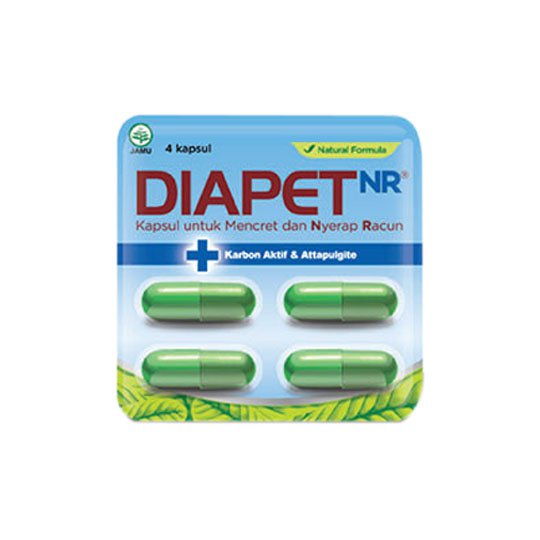 JAMU
4 kapsul
Natural Formula
DIAPET NR®
Kapsul untuk Mencret dan Nyerap Racun
Karbon Aktif & Attapulgite